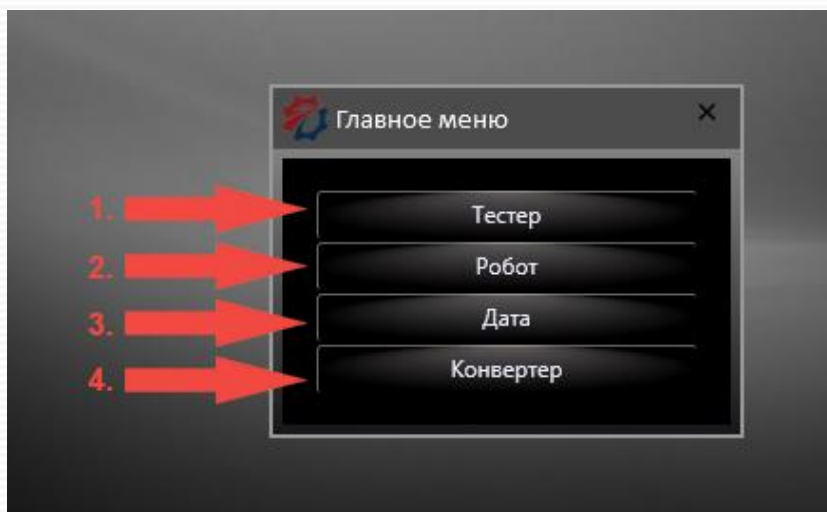 Главное меню
1. Тестер
2. Робот
3. Дата
4. Конвертер